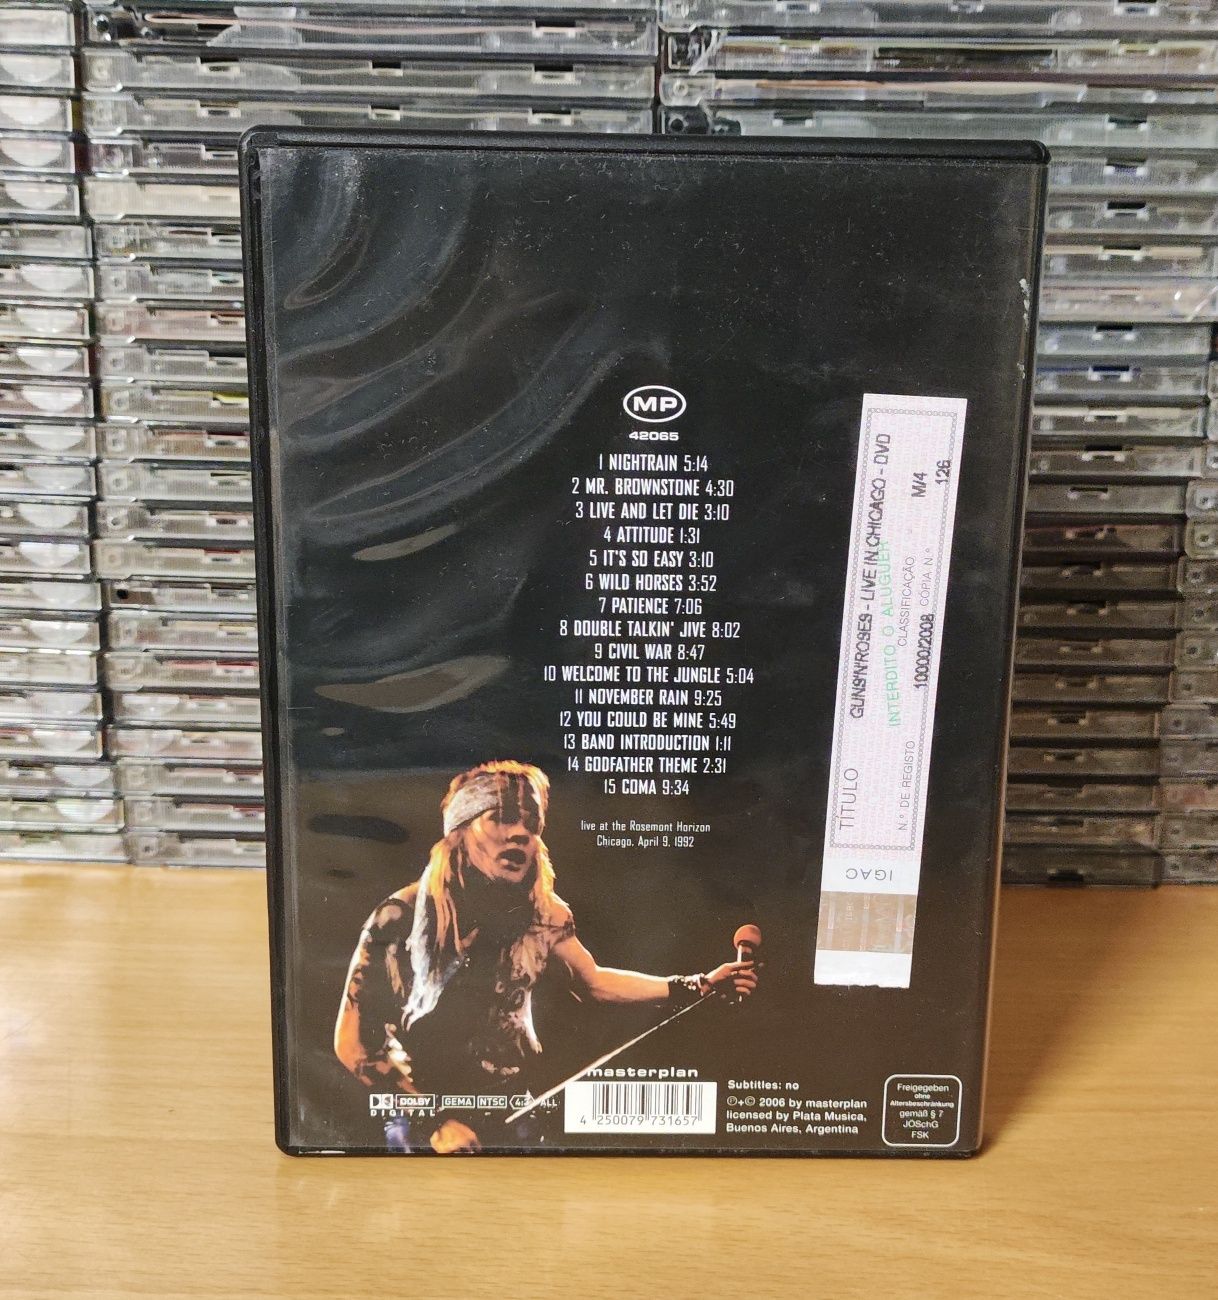 MP
42065
1 NIGHTRAIN 5:14
2 MR. BROWNSTONE 4:30
3 LIVE AND LET DIE 3:10
4 ATTITUDE 1:31
5 IT'S SO EASY 3:10
6 WILD HORSES 3:52
7 PATIENCE 7:06
8 DOUBLE TALKIN' JIVE 8:02
9 CIVIL WAR 8:47
10 WELCOME TO THE JUNGLE 5:04
11 NOVEMBER RAIN 9:25
12 YOU COULD BE MINE 5:49
13 BAND INTRODUCTION 1:11
14 GODFATHER THEME 2:31
15 COMA 9:34
live at the Rosemont Horizon
Chicago, April 9, 1992
TÍTULO
GUNS'N'ROSES - LIVE IN CHICAGO - DVD
INTERDITO O ALUGUER
CLASSIFICAÇÃO M/4
N.º DE REGISTO 10000/2008 CÓPIA N.º 126
IGAC
masterplan
DOLBY
DIGITAL
GEMA NTSC 4:3 ALL
4 250079 731657
Subtitles: no
℗+© 2006 by masterplan
licensed by Plata Musica,
Buenos Aires, Argentina
Freigegeben
ohne
Altersbeschränkung
gemäß § 7
JÖSchG
FSK